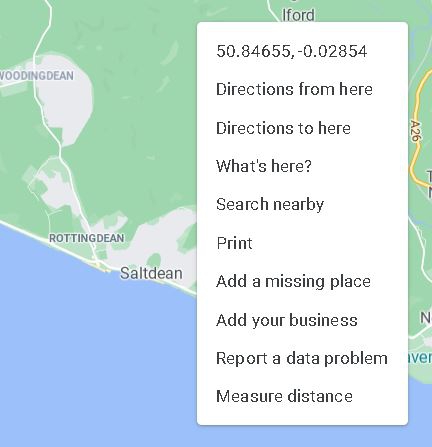 Iford
WOODINGDEAN
50.84655, -0.02854
Directions from here
Directions to here
A26
What's here?
Search nearby
ROTTINGDEAN
Print
Saltdean
Add a missing place
Add your business
Report a data problem
Measure distance